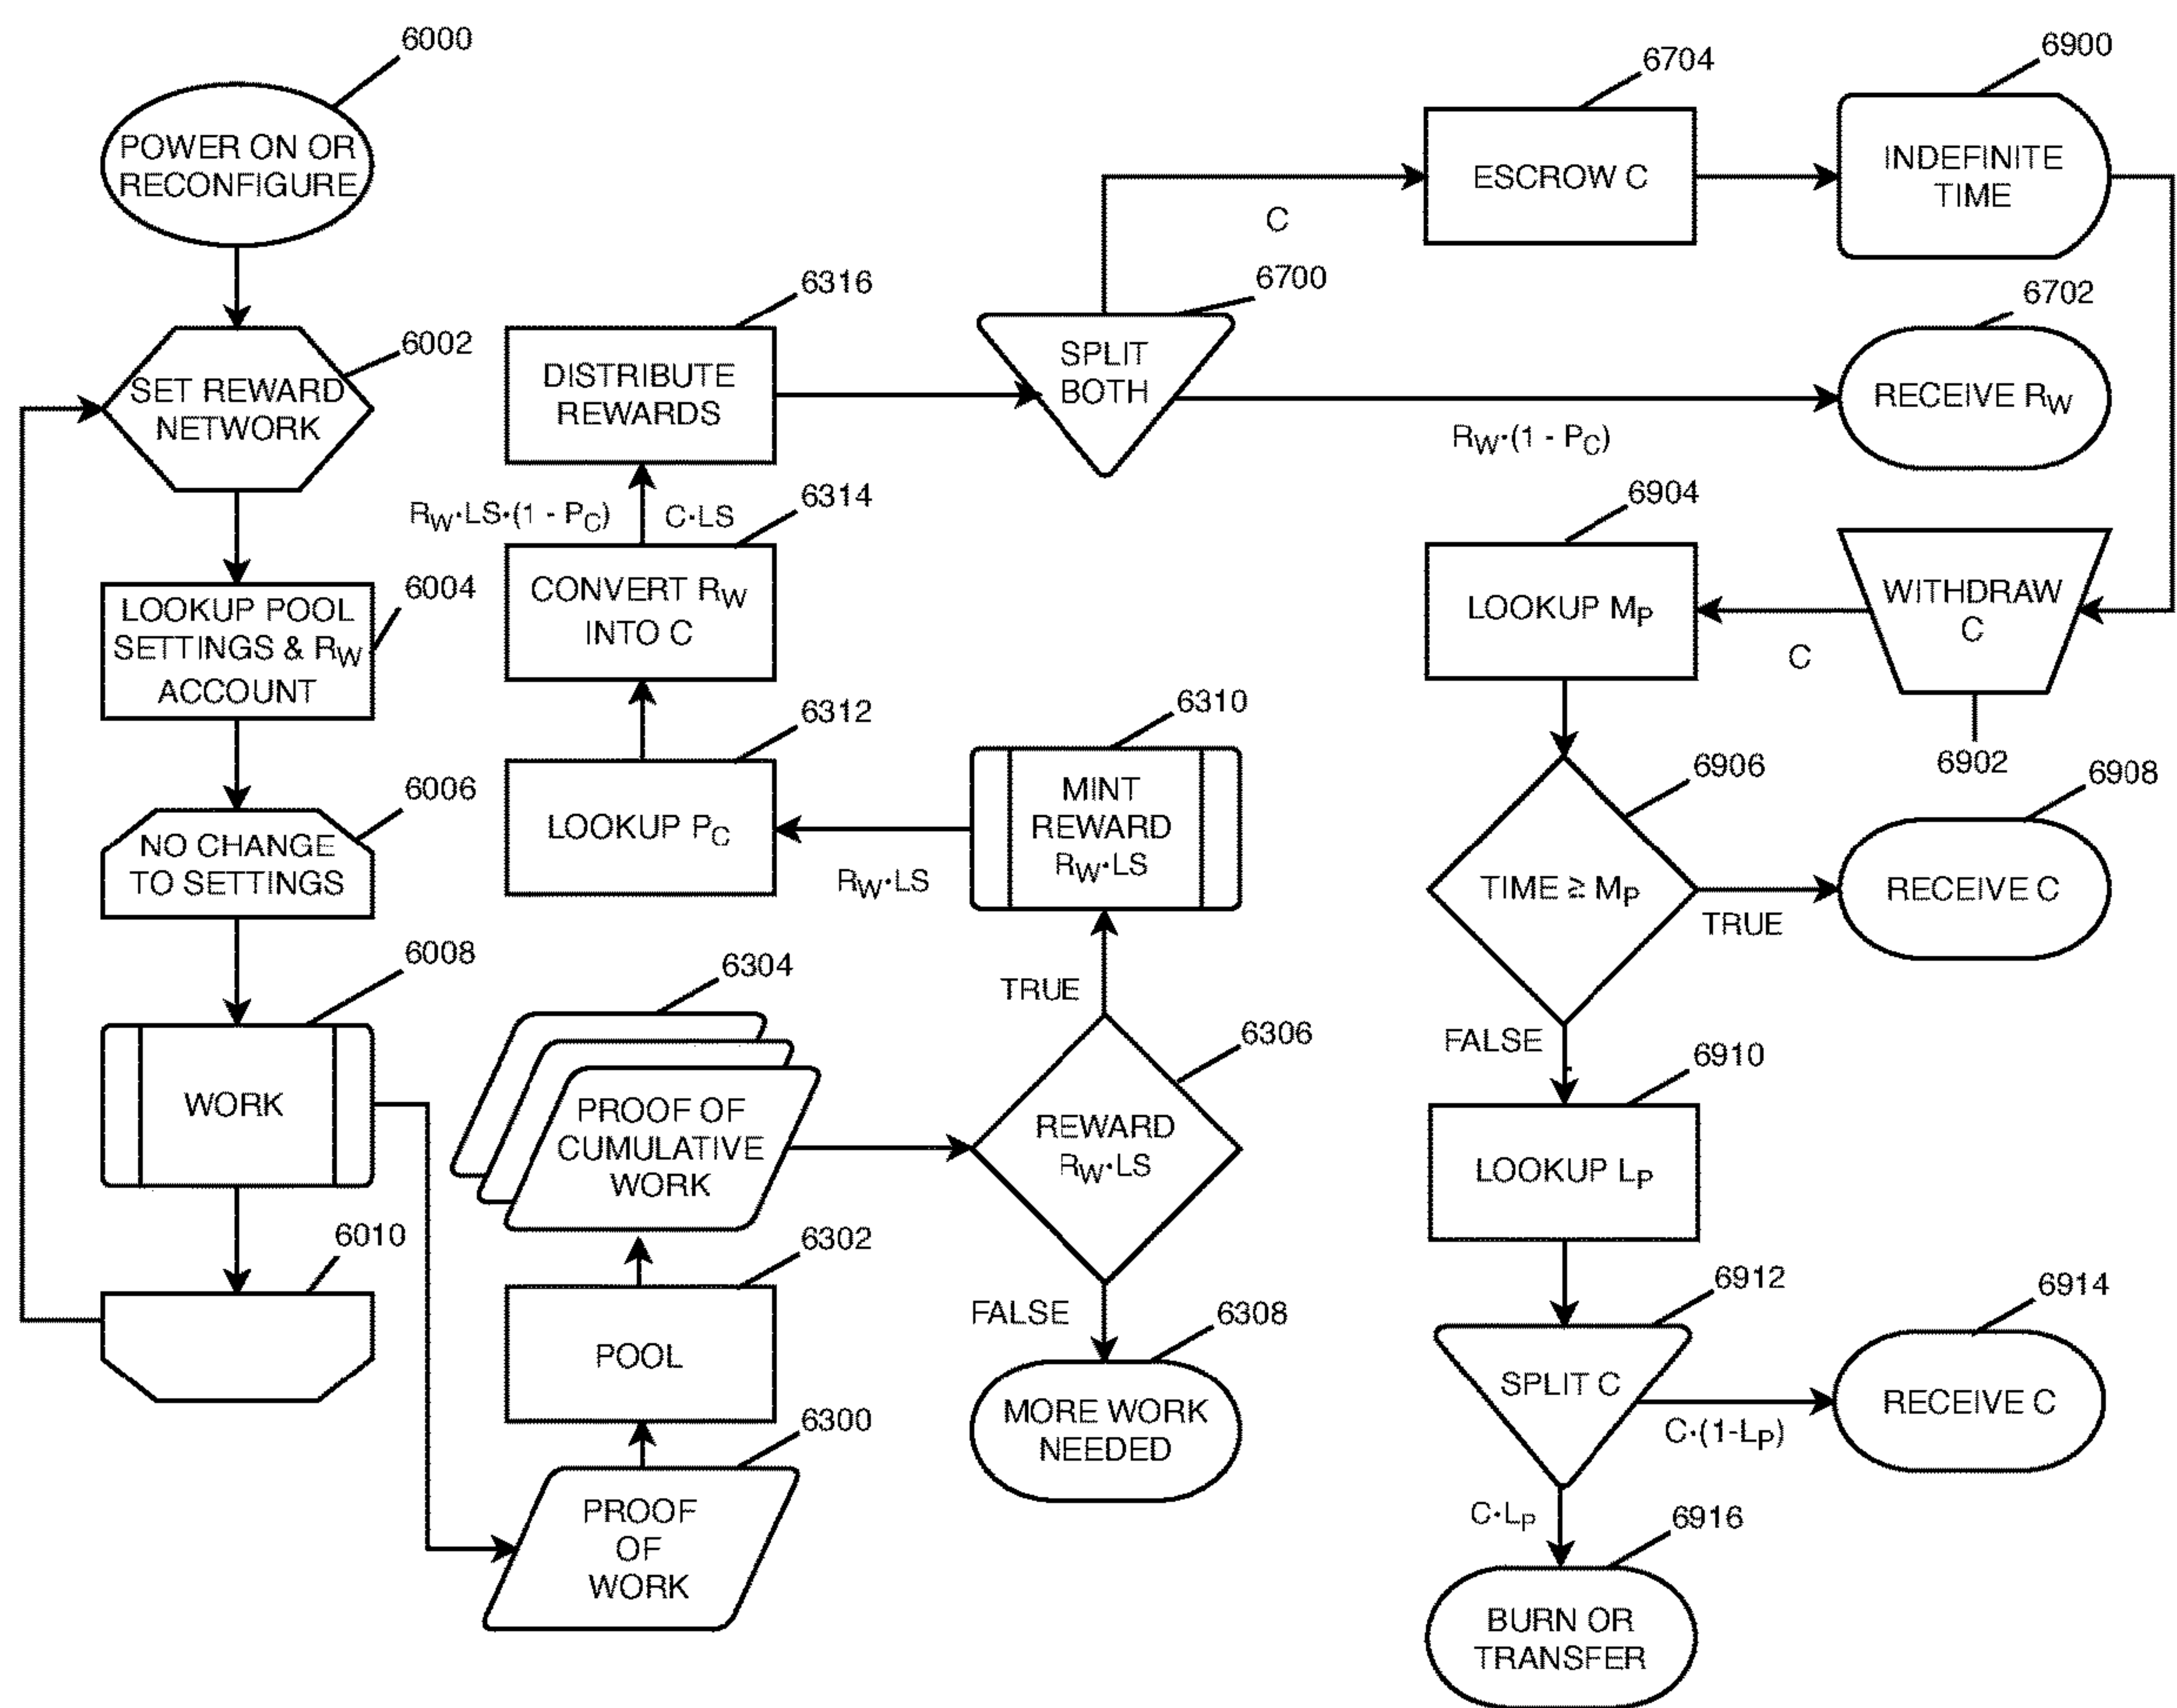 6000
POWER ON OR
RECONFIGURE
6002
SET REWARD
NETWORK
6004
LOOKUP POOL
SETTINGS & RW
ACCOUNT
6006
NO CHANGE
TO SETTINGS
6008
WORK
6010
6316
DISTRIBUTE
REWARDS
RW·LS·(1 - PC)
C·LS
6314
CONVERT RW
INTO C
6312
LOOKUP PC
RW·LS
6310
MINT
REWARD
RW·LS
TRUE
6304
PROOF OF
CUMULATIVE
WORK
6306
REWARD
RW·LS
FALSE
6302
POOL
6308
MORE WORK
NEEDED
6300
PROOF
OF
WORK
6700
SPLIT
BOTH
C
6704
ESCROW C
6900
INDEFINITE
TIME
6702
RECEIVE RW
RW·(1 - PC)
6904
LOOKUP MP
C
WITHDRAW
C
6902
6906
TIME ≥ MP
TRUE
6908
RECEIVE C
FALSE
6910
LOOKUP LP
6912
SPLIT C
C·(1-LP)
6914
RECEIVE C
C·LP
6916
BURN OR
TRANSFER